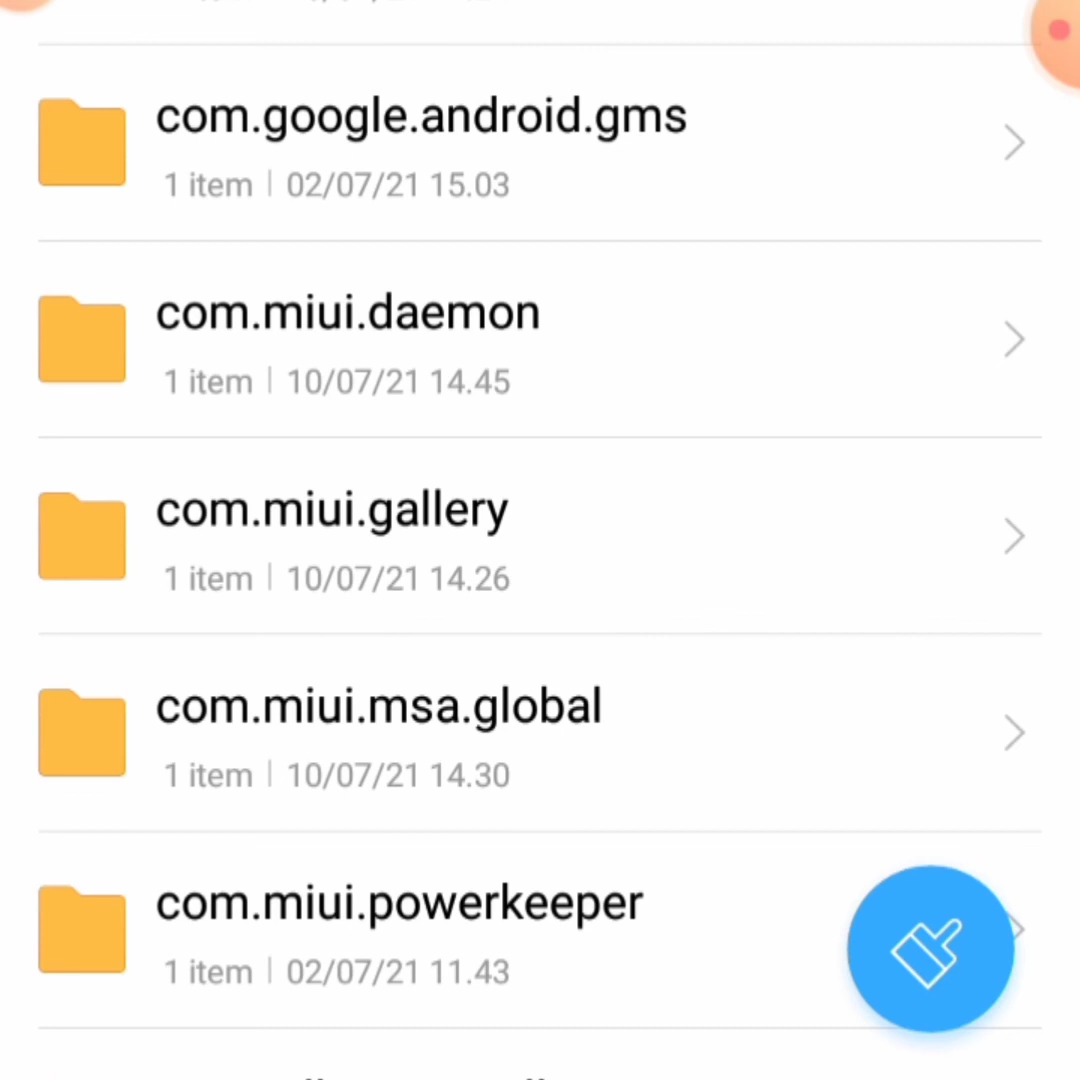 com.google.android.gms
1 item | 02/07/21 15.03
com.miui.daemon
1 item | 10/07/21 14.45
com.miui.gallery
1 item | 10/07/21 14.26
com.miui.msa.global
1 item | 10/07/21 14.30
com.miui.powerkeeper
1 item | 02/07/21 11.43